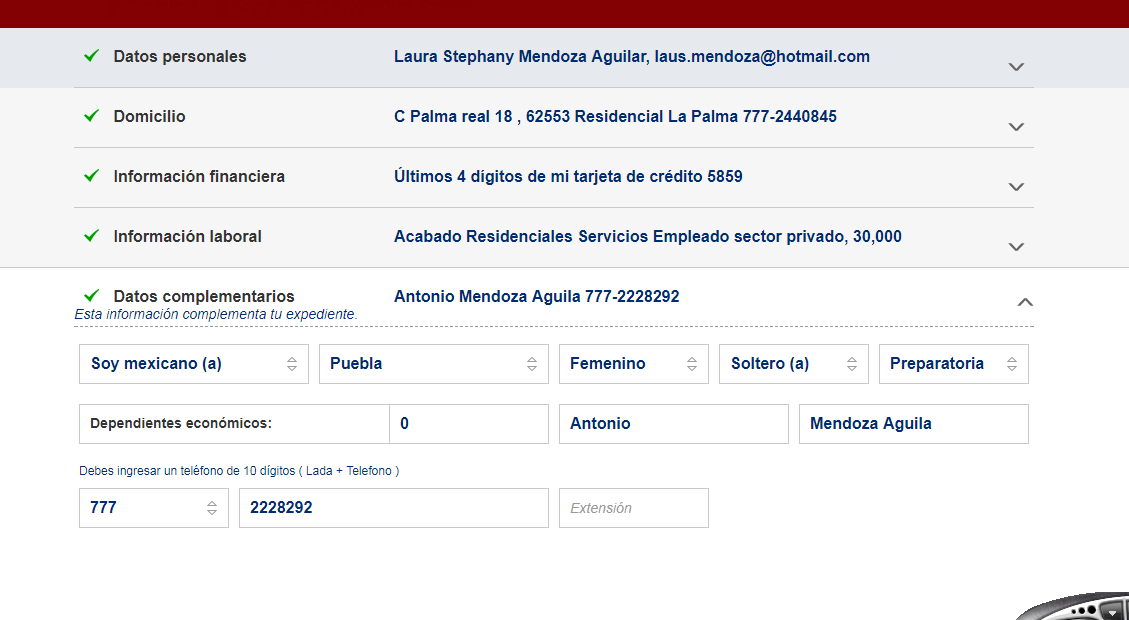 Datos personales Laura Stephany Mendoza Aguilar, laus.mendoza@hotmail.com
Domicilio C Palma real 18 , 62553 Residencial La Palma 777-2440845
Información financiera Últimos 4 dígitos de mi tarjeta de crédito 5859
Información laboral Acabado Residenciales Servicios Empleado sector privado, 30,000
Datos complementarios Antonio Mendoza Aguila 777-2228292
Esta información complementa tu expediente.
Soy mexicano (a) Puebla Femenino Soltero (a) Preparatoria
Dependientes económicos: 0 Antonio Mendoza Aguila
Debes ingresar un teléfono de 10 dígitos ( Lada + Telefono )
777 2228292 Extensión